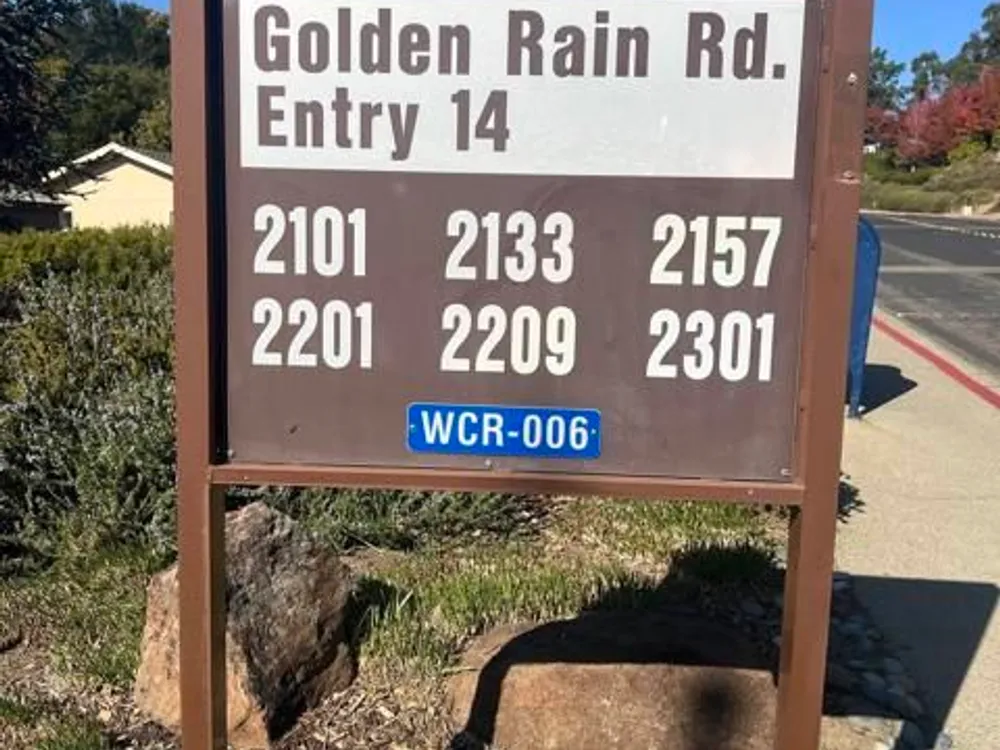 Golden Rain Rd.
Entry 14
2101 2133 2157
2201 2209 2301
WCR-006